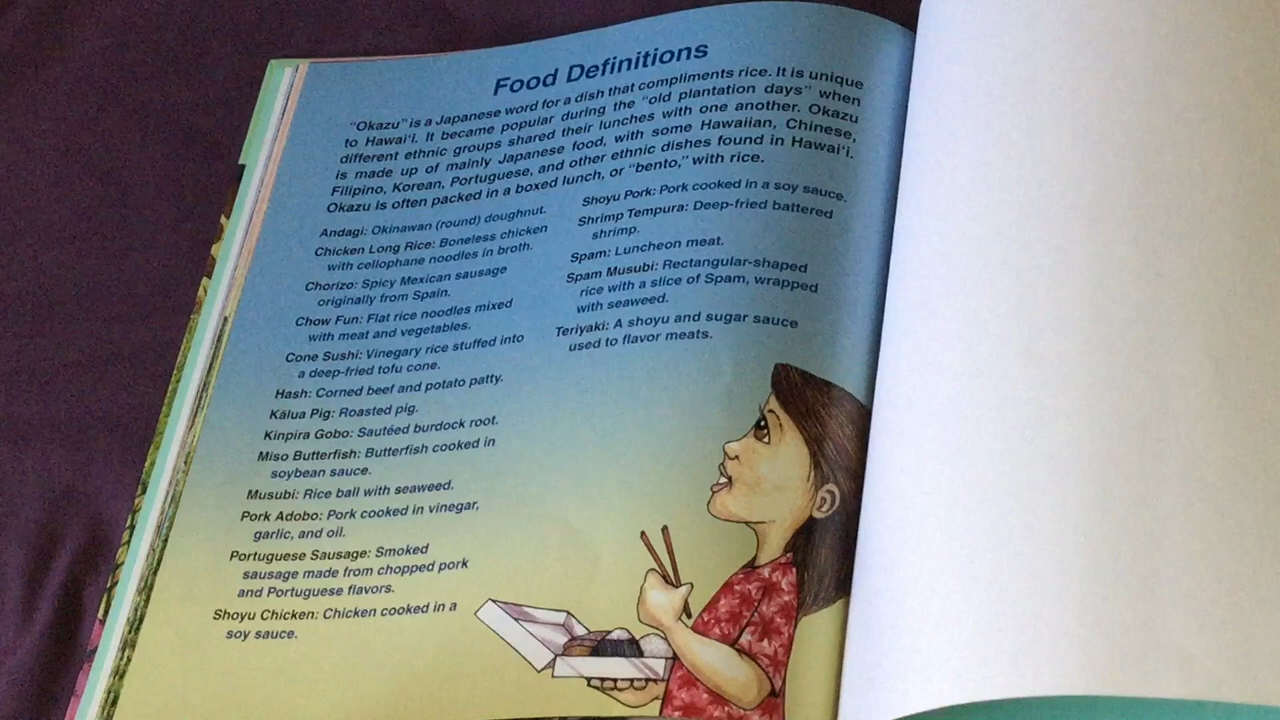 Food Definitions
"Okazu" is a Japanese word for a dish that compliments rice. It is unique
to Hawai‘i. It became popular during the "old plantation days" when
different ethnic groups shared their lunches with one another. Okazu
is made up of mainly Japanese food, with some Hawaiian, Chinese,
Filipino, Korean, Portuguese, and other ethnic dishes found in Hawai‘i.
Okazu is often packed in a boxed lunch, or "bento," with rice.
Andagi: Okinawan (round) doughnut.
Chicken Long Rice: Boneless chicken
with cellophane noodles in broth.
Chorizo: Spicy Mexican sausage
originally from Spain.
Chow Fun: Flat rice noodles mixed
with meat and vegetables.
Cone Sushi: Vinegary rice stuffed into
a deep-fried tofu cone.
Hash: Corned beef and potato patty.
Kālua Pig: Roasted pig.
Kinpira Gobo: Sautéed burdock root.
Miso Butterfish: Butterfish cooked in
soybean sauce.
Musubi: Rice ball with seaweed.
Pork Adobo: Pork cooked in vinegar,
garlic, and oil.
Portuguese Sausage: Smoked
sausage made from chopped pork
and Portuguese flavors.
Shoyu Chicken: Chicken cooked in a
soy sauce.
Shoyu Pork: Pork cooked in a soy sauce.
Shrimp Tempura: Deep-fried battered
shrimp.
Spam: Luncheon meat.
Spam Musubi: Rectangular-shaped
rice with a slice of Spam, wrapped
with seaweed.
Teriyaki: A shoyu and sugar sauce
used to flavor meats.